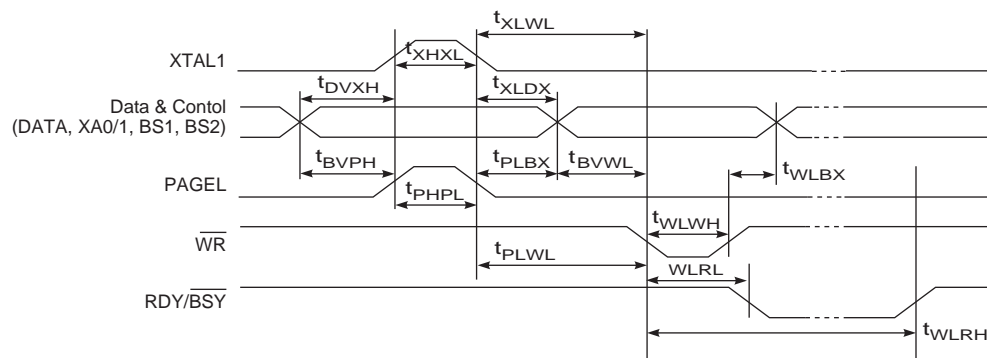 tXLWL
XTAL1
tXHXL
tDVXH
tXLDX
Data & Contol
(DATA, XA0/1, BS1, BS2)
tBVPH
tPLBX
tBVWL
tWLBX
PAGEL
tPHPL
tWLWH
WR
tPLWL
WLRL
RDY/BSY
tWLRH